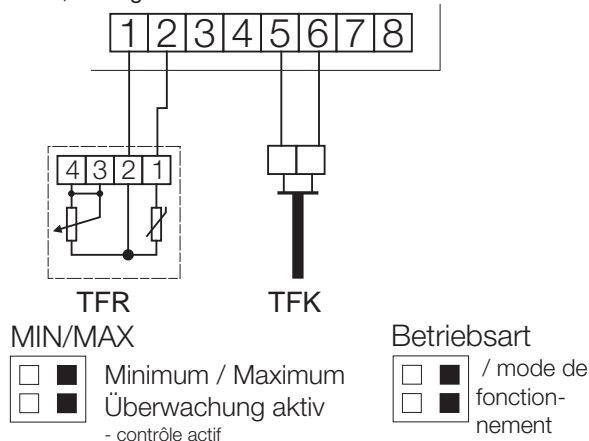 1 2 3 4 5 6 7 8
4 3 2 1
TFR TFK
MIN/MAX
Minimum / Maximum
Überwachung aktiv
- contrôle actif
Betriebsart
/ mode de
fonction-
nement